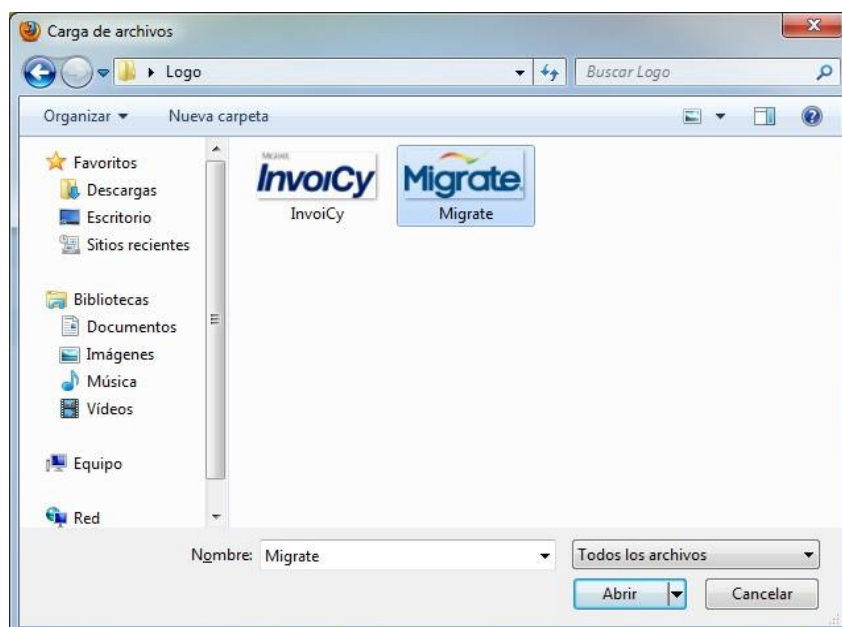 Carga de archivos
Logo
Buscar Logo
Organizar
Nueva carpeta
Favoritos
Descargas
Escritorio
Sitios recientes
Bibliotecas
Documentos
Imágenes
Música
Vídeos
Equipo
Red
MIGRATE
InvoiCy
InvoiCy
Migrate
Migrate
Nombre: Migrate
Todos los archivos
Abrir
Cancelar